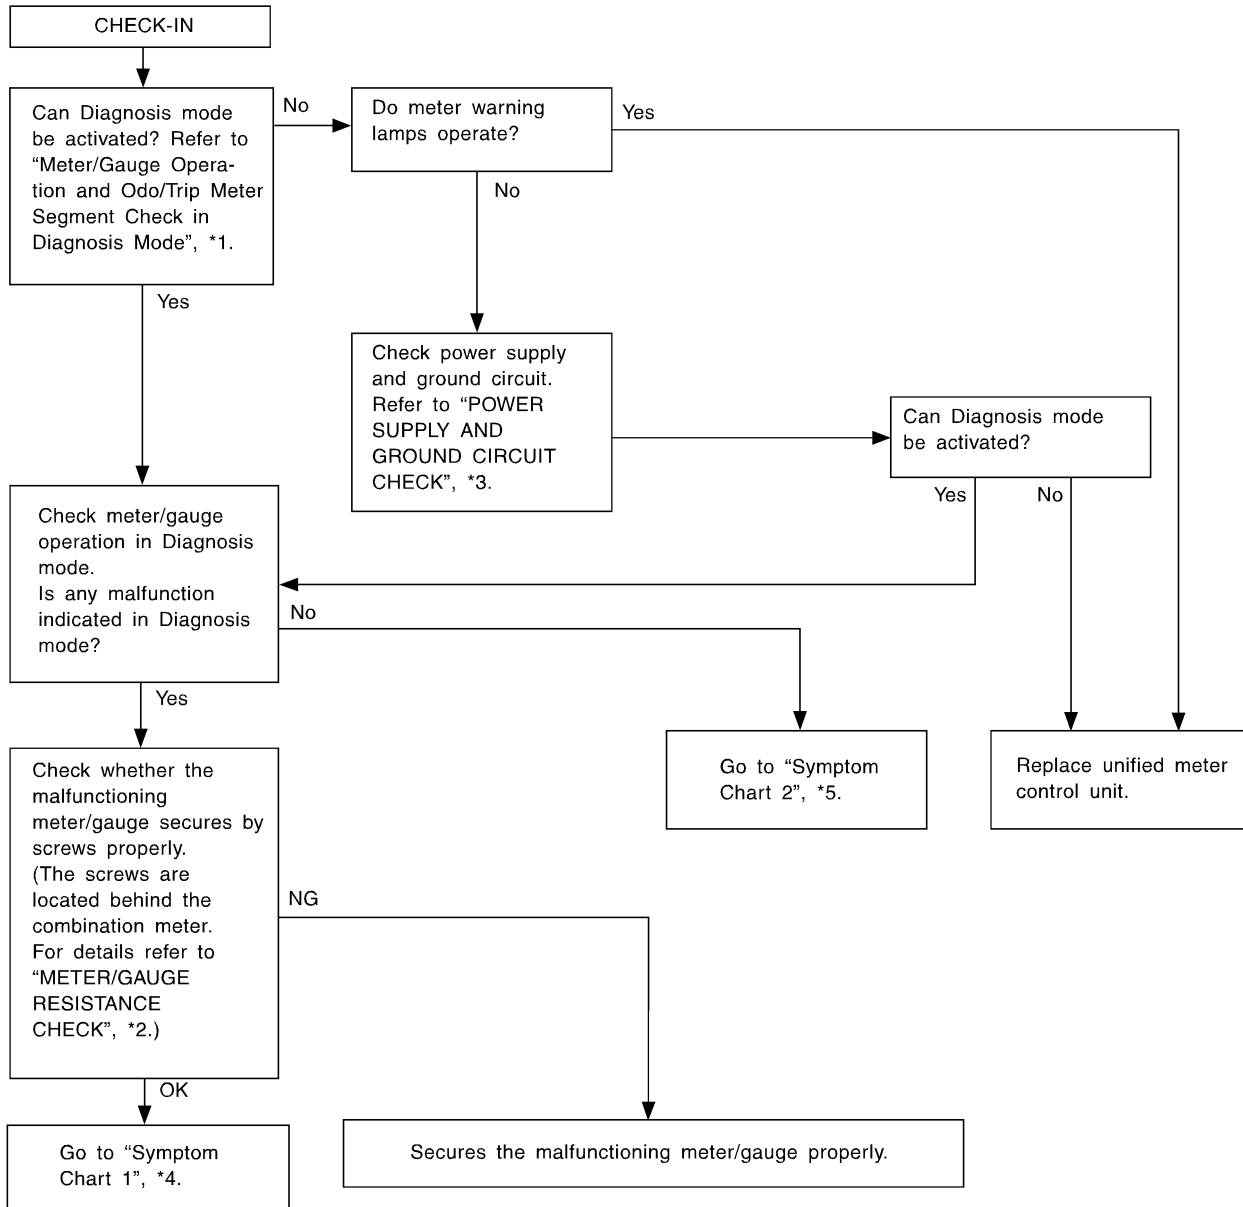 CHECK-IN
Can Diagnosis mode
be activated? Refer to
“Meter/Gauge Opera-
tion and Odo/Trip Meter
Segment Check in
Diagnosis Mode”, *1.
No
Do meter warning
lamps operate?
Yes
No
Yes
Check power supply
and ground circuit.
Refer to “POWER
SUPPLY AND
GROUND CIRCUIT
CHECK”, *3.
Can Diagnosis mode
be activated?
Yes
No
Check meter/gauge
operation in Diagnosis
mode.
Is any malfunction
indicated in Diagnosis
mode?
No
Yes
Go to “Symptom
Chart 2”, *5.
Replace unified meter
control unit.
Check whether the
malfunctioning
meter/gauge secures by
screws properly.
(The screws are
located behind the
combination meter.
For details refer to
“METER/GAUGE
RESISTANCE
CHECK”, *2.)
NG
OK
Go to “Symptom
Chart 1”, *4.
Secures the malfunctioning meter/gauge properly.